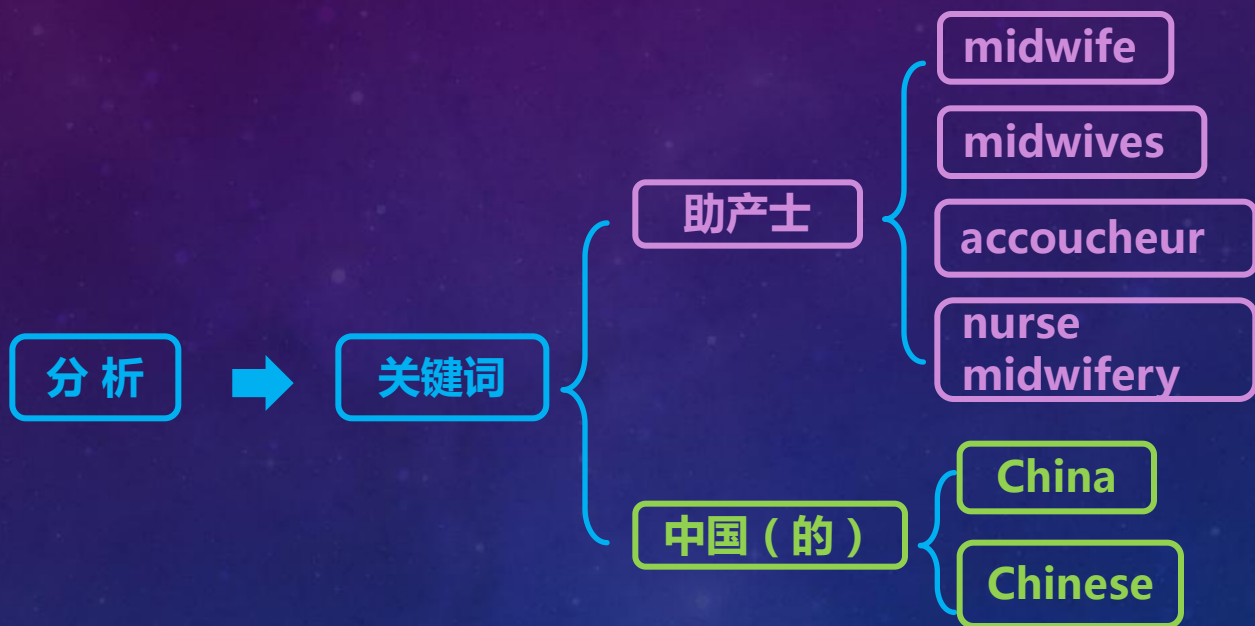 分 析
关键词
助产士
midwife
midwives
accoucheur
nurse
midwifery
中国（的）
China
Chinese